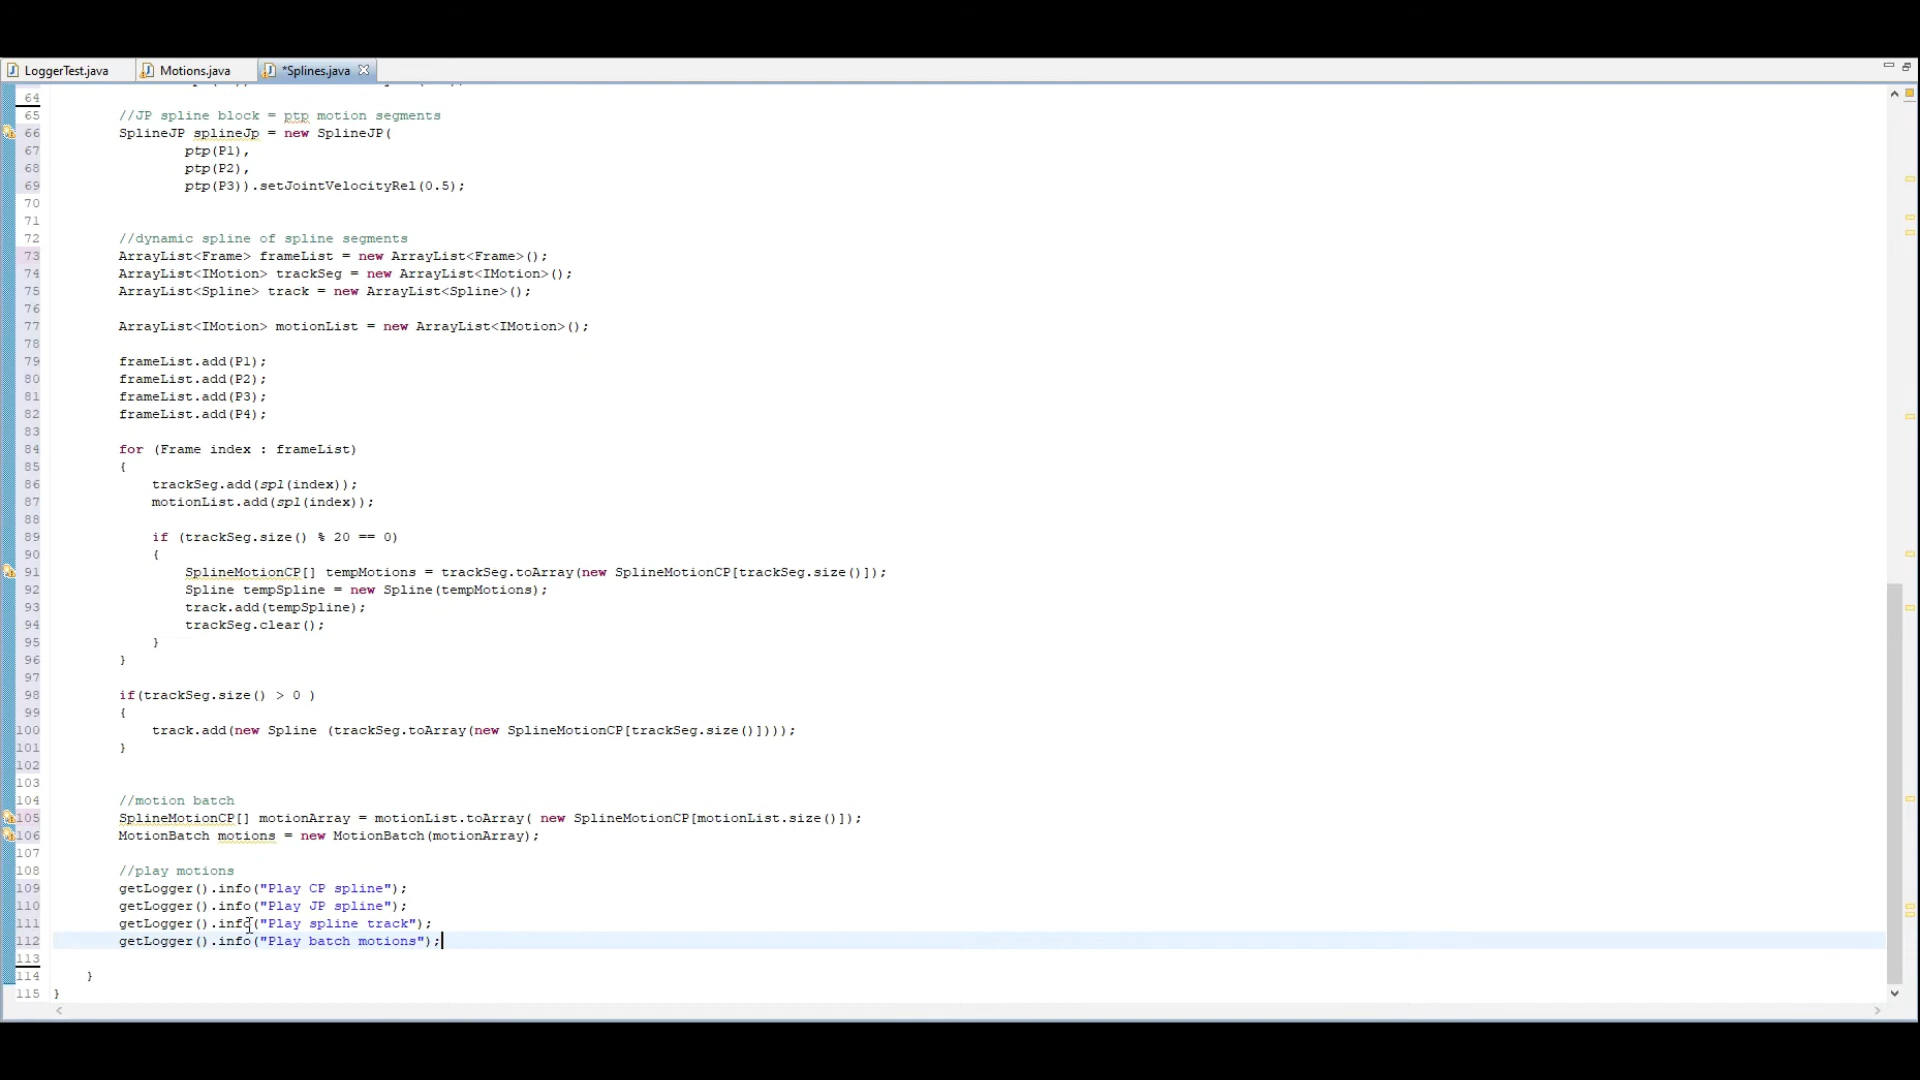 LoggerTest.java
Motions.java
*Splines.java
64
65 //JP spline block = ptp motion segments
66 SplineJP splineJp = new SplineJP(
67 ptp(P1),
68 ptp(P2),
69 ptp(P3)).setJointVelocityRel(0.5);
70
71
72 //dynamic spline of spline segments
73 ArrayList<Frame> frameList = new ArrayList<Frame>();
74 ArrayList<IMotion> trackSeg = new ArrayList<IMotion>();
75 ArrayList<Spline> track = new ArrayList<Spline>();
76
77 ArrayList<IMotion> motionList = new ArrayList<IMotion>();
78
79 frameList.add(P1);
80 frameList.add(P2);
81 frameList.add(P3);
82 frameList.add(P4);
83
84 for (Frame index : frameList)
85 {
86 trackSeg.add(spl(index));
87 motionList.add(spl(index));
88
89 if (trackSeg.size() % 20 == 0)
90 {
91 SplineMotionCP[] tempMotions = trackSeg.toArray(new SplineMotionCP[trackSeg.size()]);
92 Spline tempSpline = new Spline(tempMotions);
93 track.add(tempSpline);
94 trackSeg.clear();
95 }
96 }
97
98 if(trackSeg.size() > 0 )
99 {
100 track.add(new Spline (trackSeg.toArray(new SplineMotionCP[trackSeg.size()])));
101 }
102
103
104 //motion batch
105 SplineMotionCP[] motionArray = motionList.toArray( new SplineMotionCP[motionList.size()]);
106 MotionBatch motions = new MotionBatch(motionArray);
107
108 //play motions
109 getLogger().info("Play CP spline");
110 getLogger().info("Play JP spline");
111 getLogger().info("Play spline track");
112 getLogger().info("Play batch motions");
113
114 }
115 }